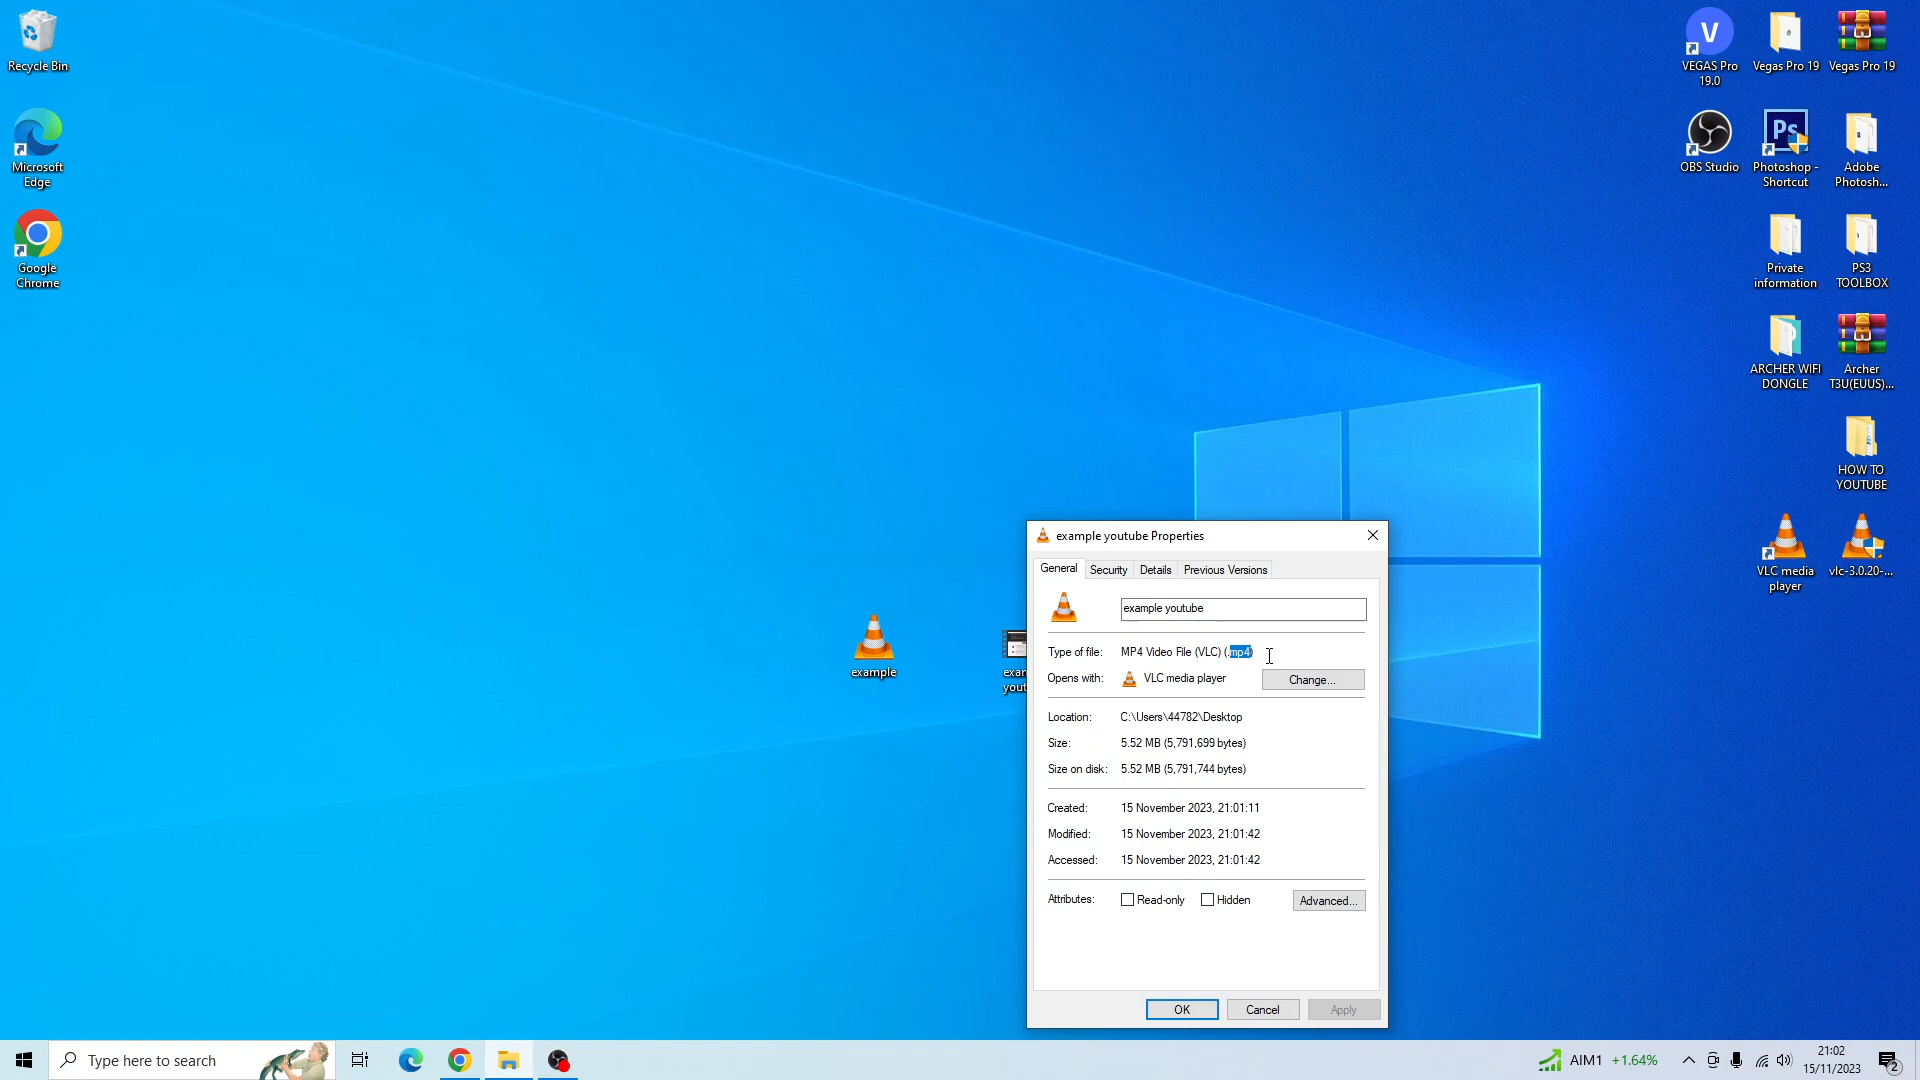 Recycle Bin
Microsoft
Edge
Google
Chrome
VEGAS Pro
19.0
Vegas Pro 19
Vegas Pro 19
OBS Studio
Photoshop -
Shortcut
Adobe
Photosh...
Private
information
PS3
TOOLBOX
ARCHER WIFI
DONGLE
Archer
T3U(EUUS)...
HOW TO
YOUTUBE
VLC media
player
vlc-3.0.20-...
example
exam
yout
example youtube Properties
General
Security
Details
Previous Versions
example youtube
Type of file: MP4 Video File (VLC) (.mp4)
Opens with: VLC media player
Change...
Location: C:\Users\44782\Desktop
Size: 5.52 MB (5,791,699 bytes)
Size on disk: 5.52 MB (5,791,744 bytes)
Created: 15 November 2023, 21:01:11
Modified: 15 November 2023, 21:01:42
Accessed: 15 November 2023, 21:01:42
Attributes: Read-only Hidden Advanced...
OK Cancel Apply
Type here to search
AIM1 +1.64%
21:02
15/11/2023
2